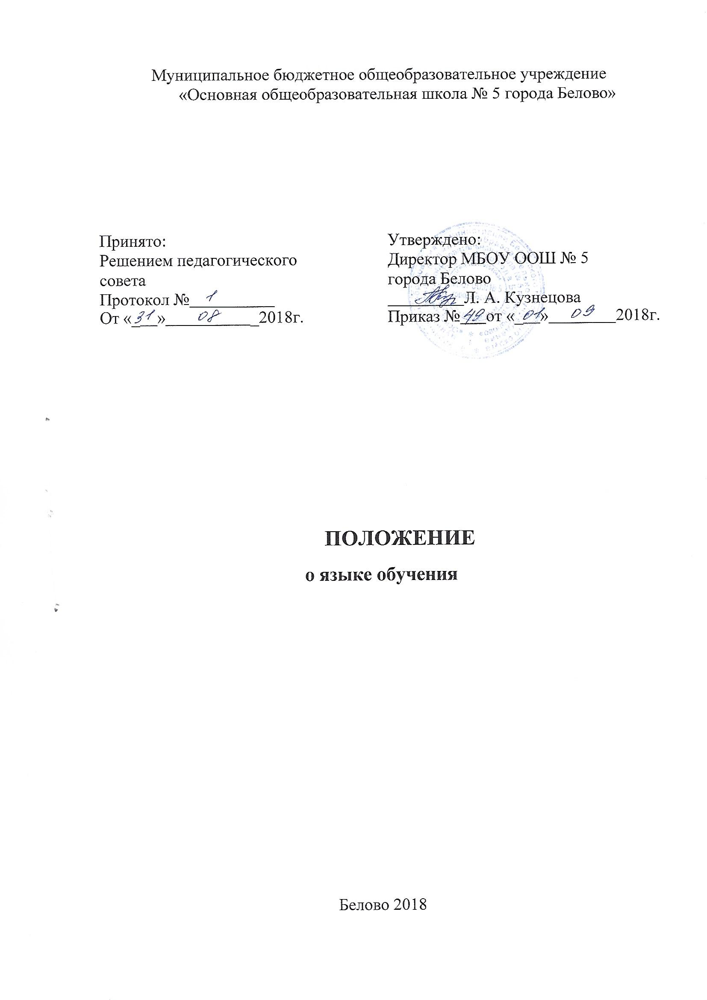 Муниципальное бюджетное общеобразовательное учреждение
«Основная общеобразовательная школа № 5 города Белово»
Принято:
Решением педагогического
совета
Протокол № 1
От «31» 08 2018г.
Утверждено:
Директор МБОУ ООШ № 5
города Белово
Л. А. Кузнецова
Приказ № 49 от «01» 09 2018г.
ПОЛОЖЕНИЕ
о языке обучения
Белово 2018